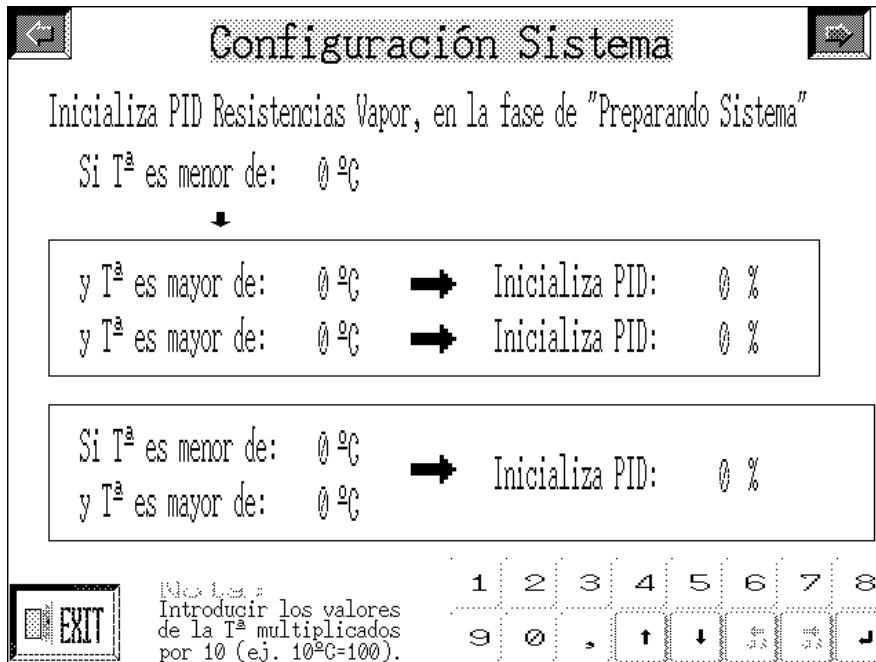 Configuración Sistema
Inicializa PID Resistencias Vapor, en la fase de "Preparando Sistema"
Si Tª es menor de: 0 ºC
y Tª es mayor de: 0 ºC Inicializa PID: 0 %
y Tª es mayor de: 0 ºC Inicializa PID: 0 %
Si Tª es menor de: 0 ºC
y Tª es mayor de: 0 ºC
Inicializa PID: 0 %
EXIT
Nota:
Introducir los valores
de la Tª multiplicados
por 10 (ej. 10ºC=100).
1 2 3 4 5 6 7 8
9 0 .